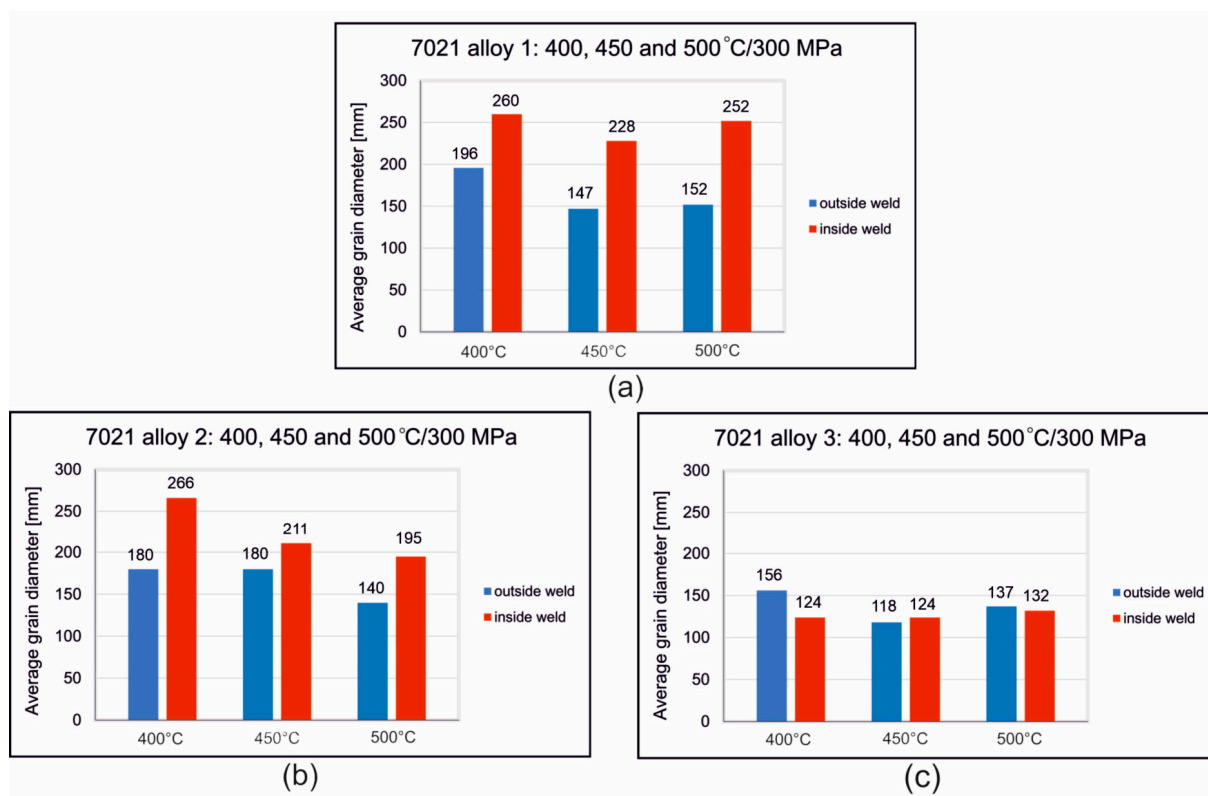 7021 alloy 1: 400, 450 and 500°C/300 MPa
Average grain diameter [mm]
300
250
200
150
100
50
0
196
260
147
228
152
252
400°C
450°C
500°C
outside weld
inside weld
(a)
7021 alloy 2: 400, 450 and 500°C/300 MPa
Average grain diameter [mm]
300
250
200
150
100
50
0
180
266
180
211
140
195
400°C
450°C
500°C
outside weld
inside weld
(b)
7021 alloy 3: 400, 450 and 500°C/300 MPa
Average grain diameter [mm]
300
250
200
150
100
50
0
156
124
118
124
137
132
400°C
450°C
500°C
outside weld
inside weld
(c)